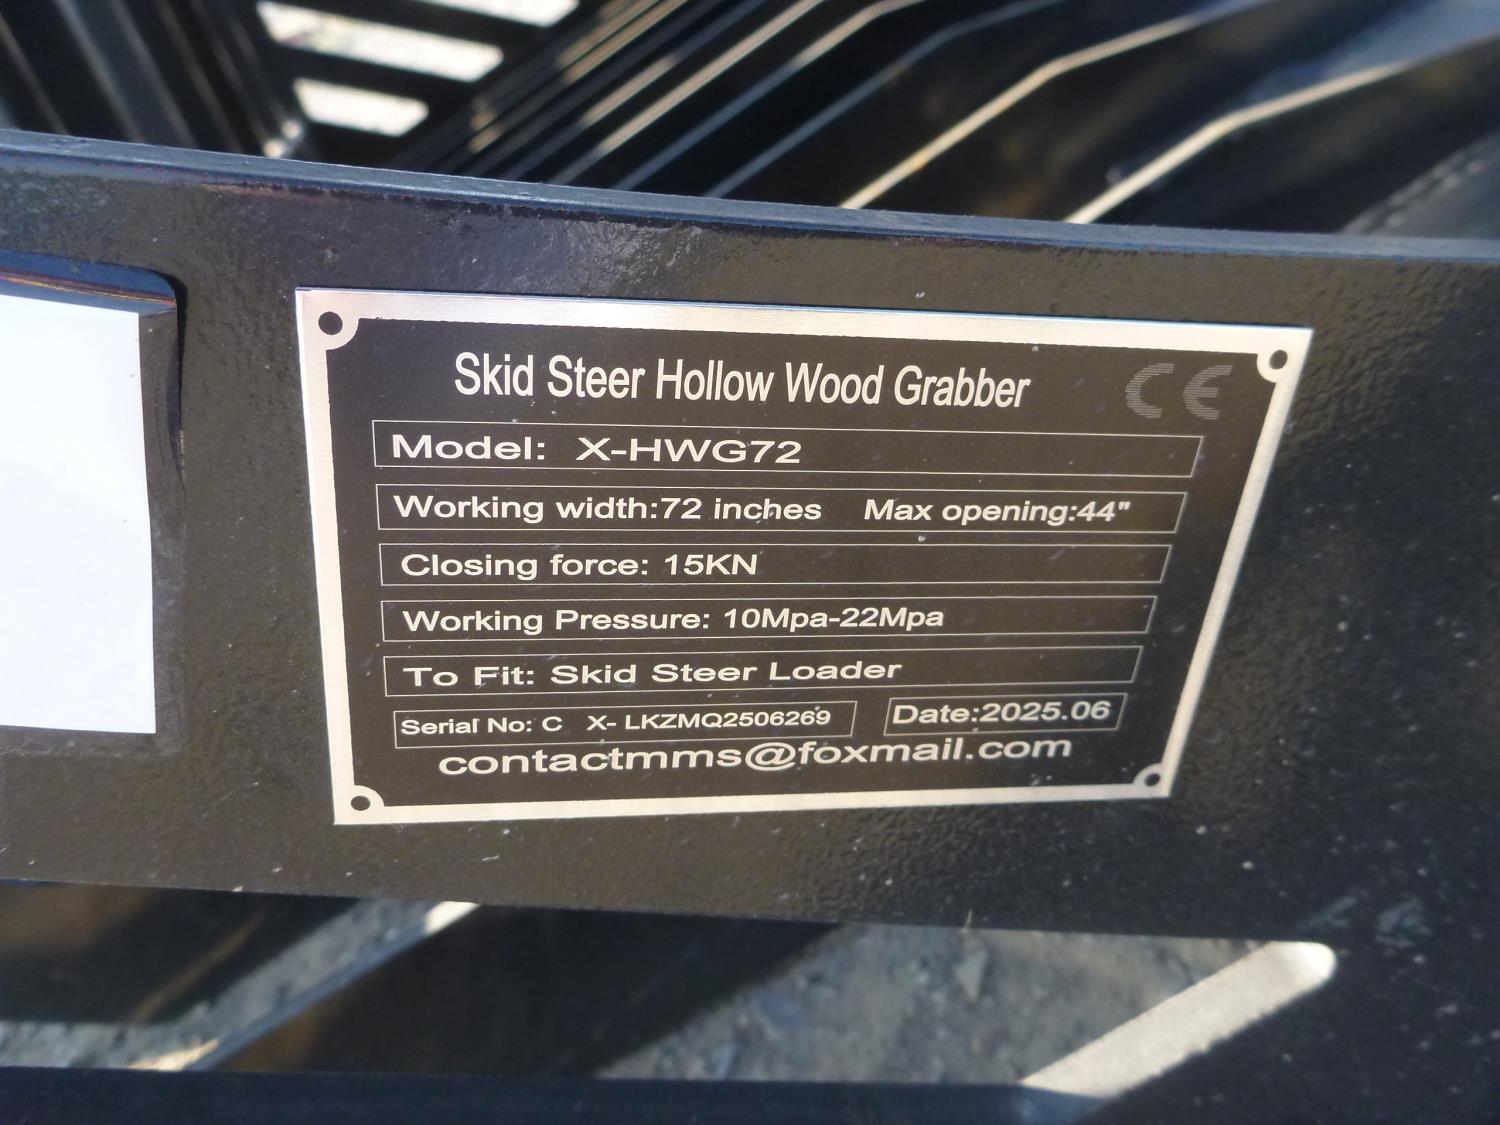 Skid Steer Hollow Wood Grabber CE
Model: X-HWG72
Working width:72 inches Max opening:44"
Closing force: 15KN
Working Pressure: 10Mpa-22Mpa
To Fit: Skid Steer Loader
Serial No: C X- LKZMQ2506269 Date:2025.06
contactmms@foxmail.com